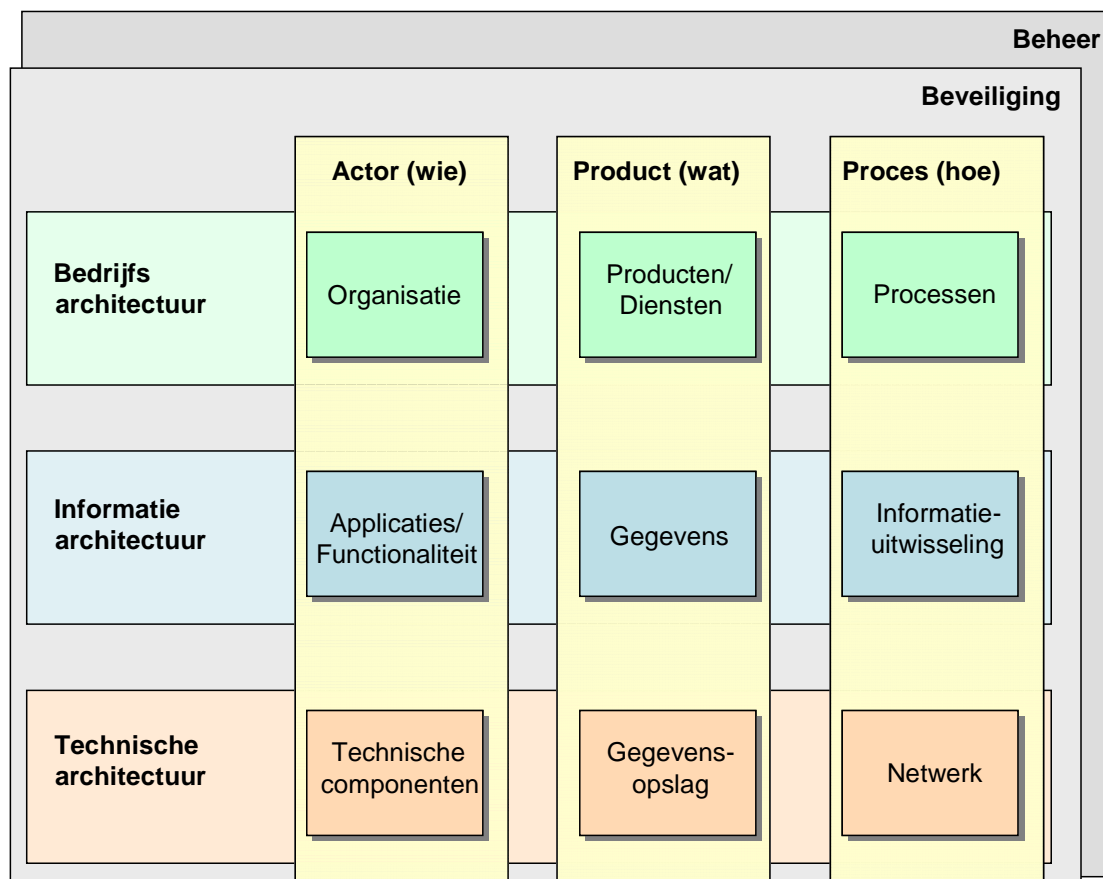 Beheer
Beveiliging
Actor (wie)
Product (wat)
Proces (hoe)
Bedrijfs
architectuur
Organisatie
Producten/
Diensten
Processen
Informatie
architectuur
Applicaties/
Functionaliteit
Gegevens
Informatie-
uitwisseling
Technische
architectuur
Technische
componenten
Gegevens-
opslag
Netwerk